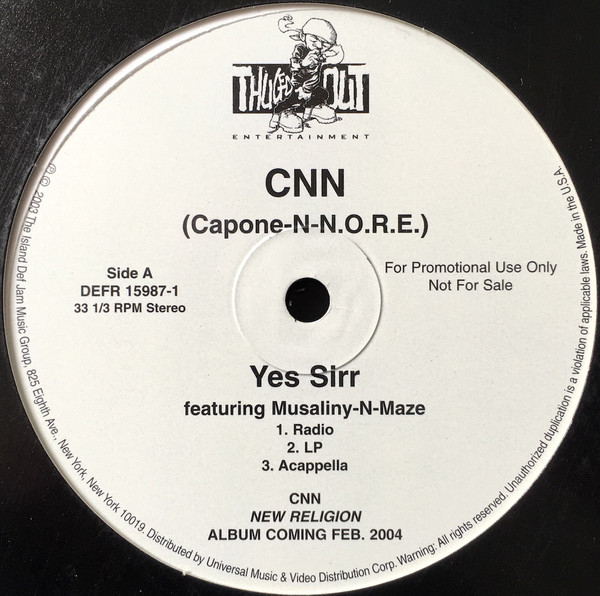 THUGGED OUT
ENTERTAINMENT
CNN
(Capone-N-N.O.R.E.)
Side A
DEFR 15987-1
33 1/3 RPM Stereo
For Promotional Use Only
Not For Sale
Yes Sirr
featuring Musaliny-N-Maze
1. Radio
2. LP
3. Acappella
CNN
NEW RELIGION
ALBUM COMING FEB. 2004
℗ © 2003 The Island Def Jam Music Group, 825 Eighth Ave., New York, New York 10019. Distributed by Universal Music & Video Distribution Corp. Warning: All rights reserved. Unauthorized duplication is a violation of applicable laws. Made in the U.S.A.